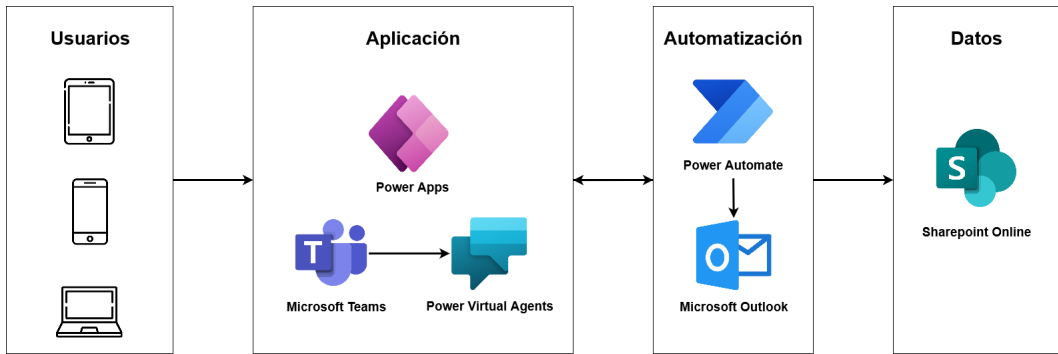 Usuarios
Aplicación
Automatización
Datos
Power Apps
Power Automate
T
S
Sharepoint Online
O
Microsoft Teams
Power Virtual Agents
Microsoft Outlook